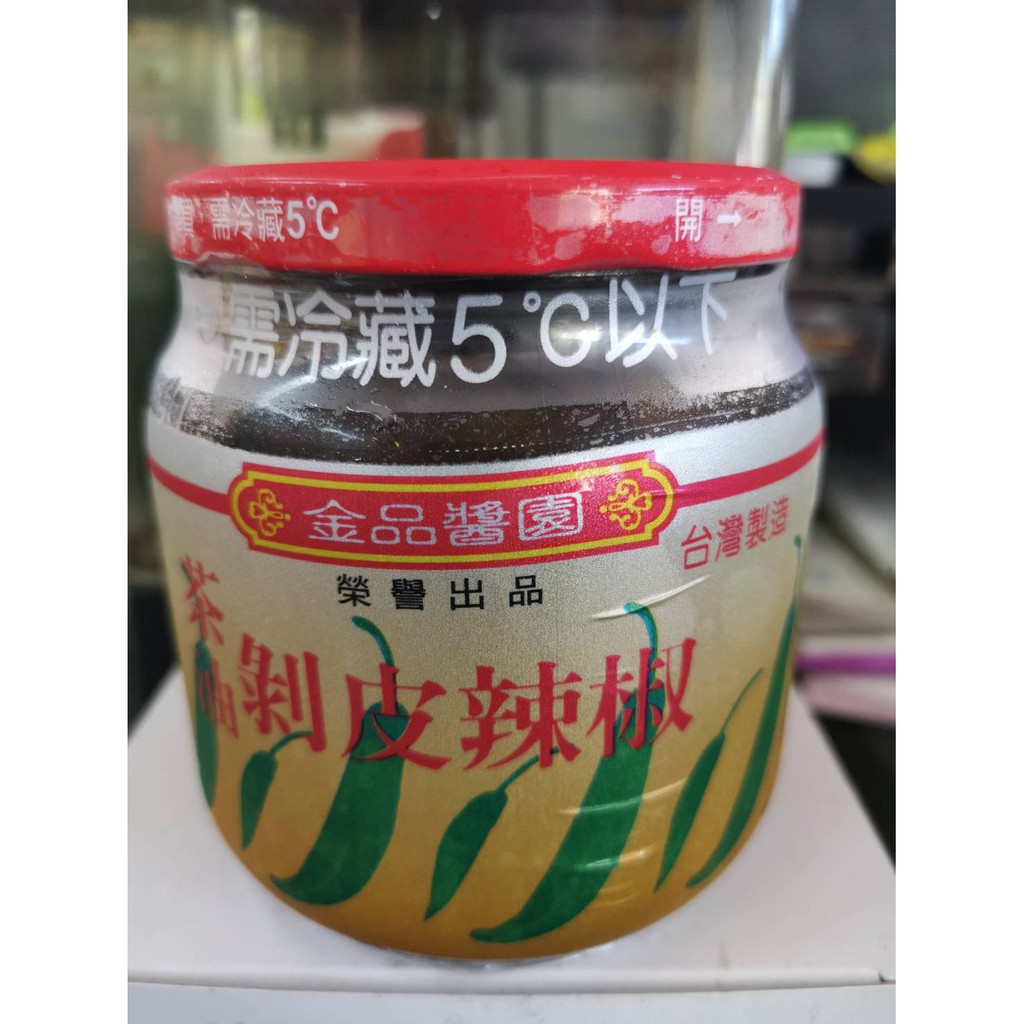 需冷藏5℃
開→
需冷藏5℃以下
金品醬園
台灣製造
榮譽出品
茶油
剝皮辣椒